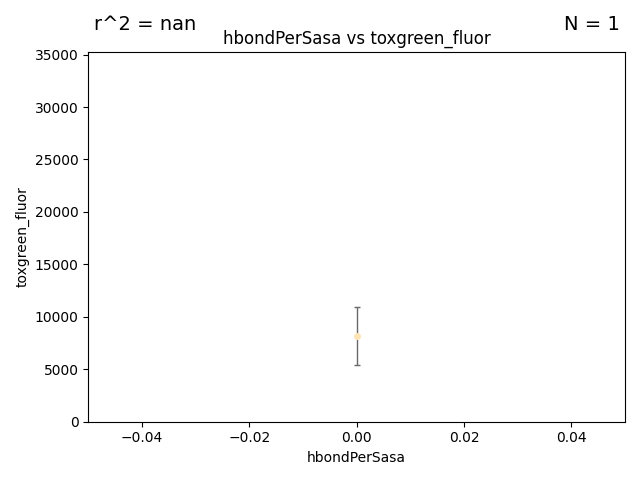 r^2 = nan
N = 1
hbondPerSasa vs toxgreen_fluor
35000
30000
25000
20000
15000
10000
5000
0
toxgreen_fluor
−0.04
−0.02
0.00
0.02
0.04
hbondPerSasa